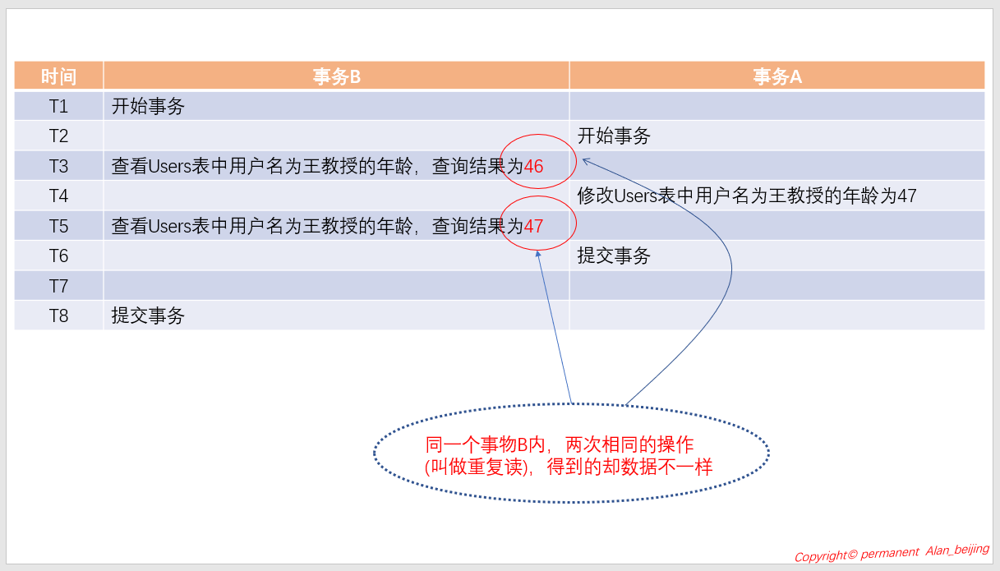 时间 事务B 事务A
T1 开始事务
T2 开始事务
T3 查看Users表中用户名为王教授的年龄，查询结果为46
T4 修改Users表中用户名为王教授的年龄为47
T5 查看Users表中用户名为王教授的年龄，查询结果为47
T6 提交事务
T7
T8 提交事务
同一个事物B内，两次相同的操作
(叫做重复读)，得到的却数据不一样
Copyright© permanent Alan_beijing